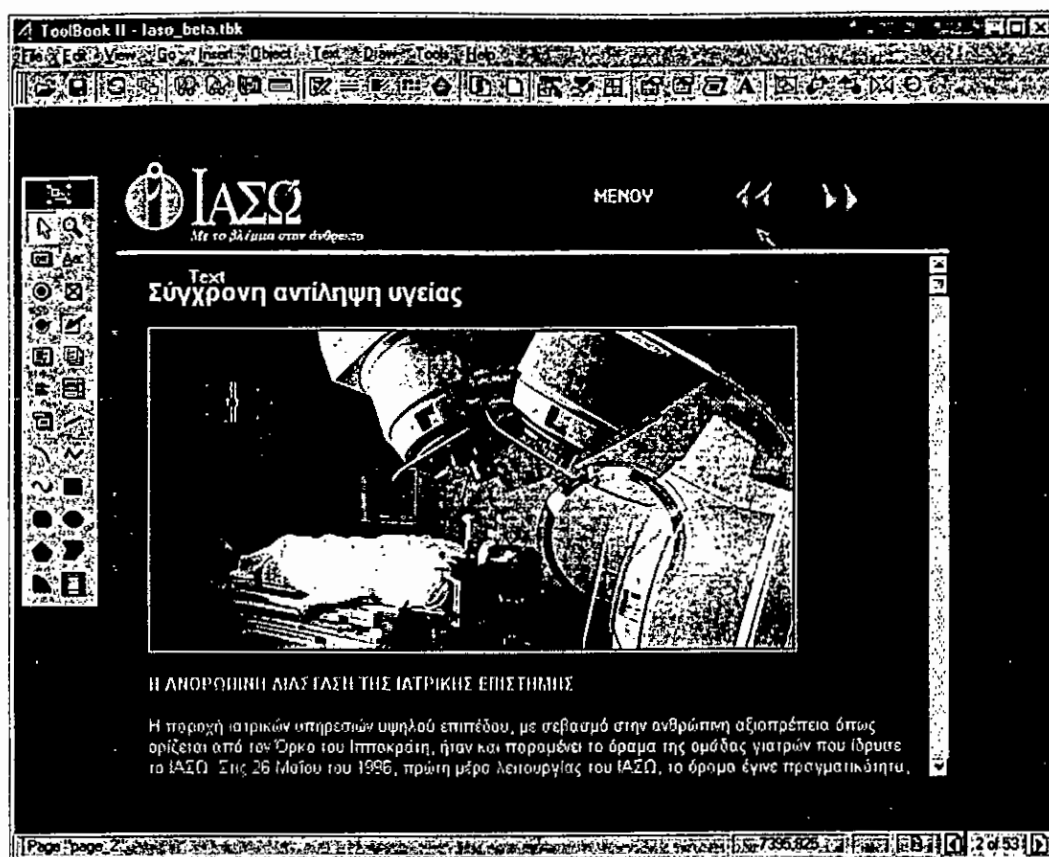 ToolBook II - Iaso_beta.tbk
File Edit View Go Insert Object Text Draw Tools Help
ΙΑΣΩ
Με το βλέμμα στον άνθρωπο
ΜΕΝΟΥ
Text
Σύγχρονη αντίληψη υγείας
Η ΑΝΘΡΩΠΙΝΗ ΔΙΑΣΤΑΣΗ ΤΗΣ ΙΑΤΡΙΚΗΣ ΕΠΙΣΤΗΜΗΣ
Η παροχή ιατρικών υπηρεσιών υψηλού επιπέδου, με σεβασμό στην ανθρώπινη αξιοπρέπεια όπως
ορίζεται από τον Όρκο του Ιπποκράτη, ήταν και παραμένει το όραμα της ομάδας γιατρών που ίδρυσε
το ΙΑΣΩ. Στις 26 Μαΐου του 1996, πρώτη μέρα λειτουργίας του ΙΑΣΩ, το όραμα έγινε πραγματικότητα,
Page "page_2" 7395,825 2 of 53